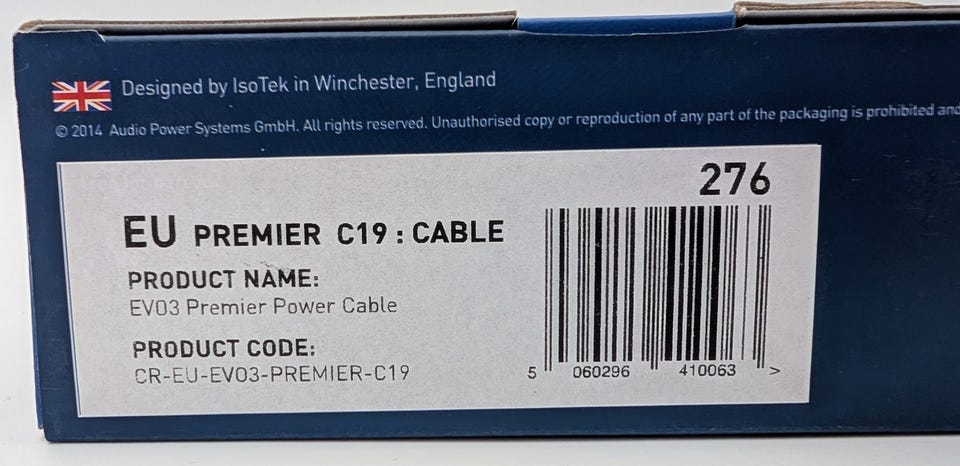 Designed by IsoTek in Winchester, England
© 2014 Audio Power Systems GmbH. All rights reserved. Unauthorised copy or reproduction of any part of the packaging is prohibited and
276
EU PREMIER C19 : CABLE
PRODUCT NAME:
EV03 Premier Power Cable
PRODUCT CODE:
CR-EU-EV03-PREMIER-C19
5 060296 410063 >